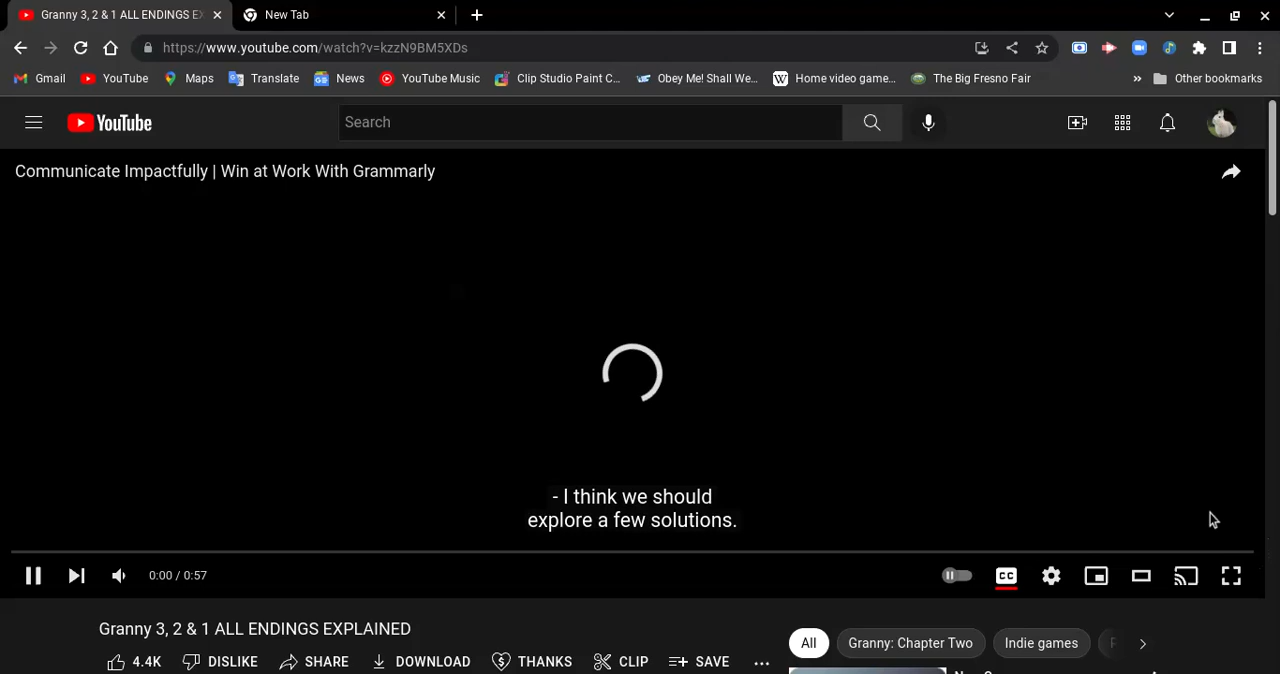 Granny 3, 2 & 1 ALL ENDINGS EX
New Tab
https://www.youtube.com/watch?v=kzzN9BM5XDs
Gmail YouTube Maps Translate News YouTube Music Clip Studio Paint C... Obey Me! Shall We... Home video game... The Big Fresno Fair » Other bookmarks
YouTube Search
Communicate Impactfully | Win at Work With Grammarly
- I think we should
explore a few solutions.
0:00 / 0:57 CC
Granny 3, 2 & 1 ALL ENDINGS EXPLAINED
All Granny: Chapter Two Indie games
4.4K DISLIKE SHARE DOWNLOAD THANKS CLIP SAVE ...